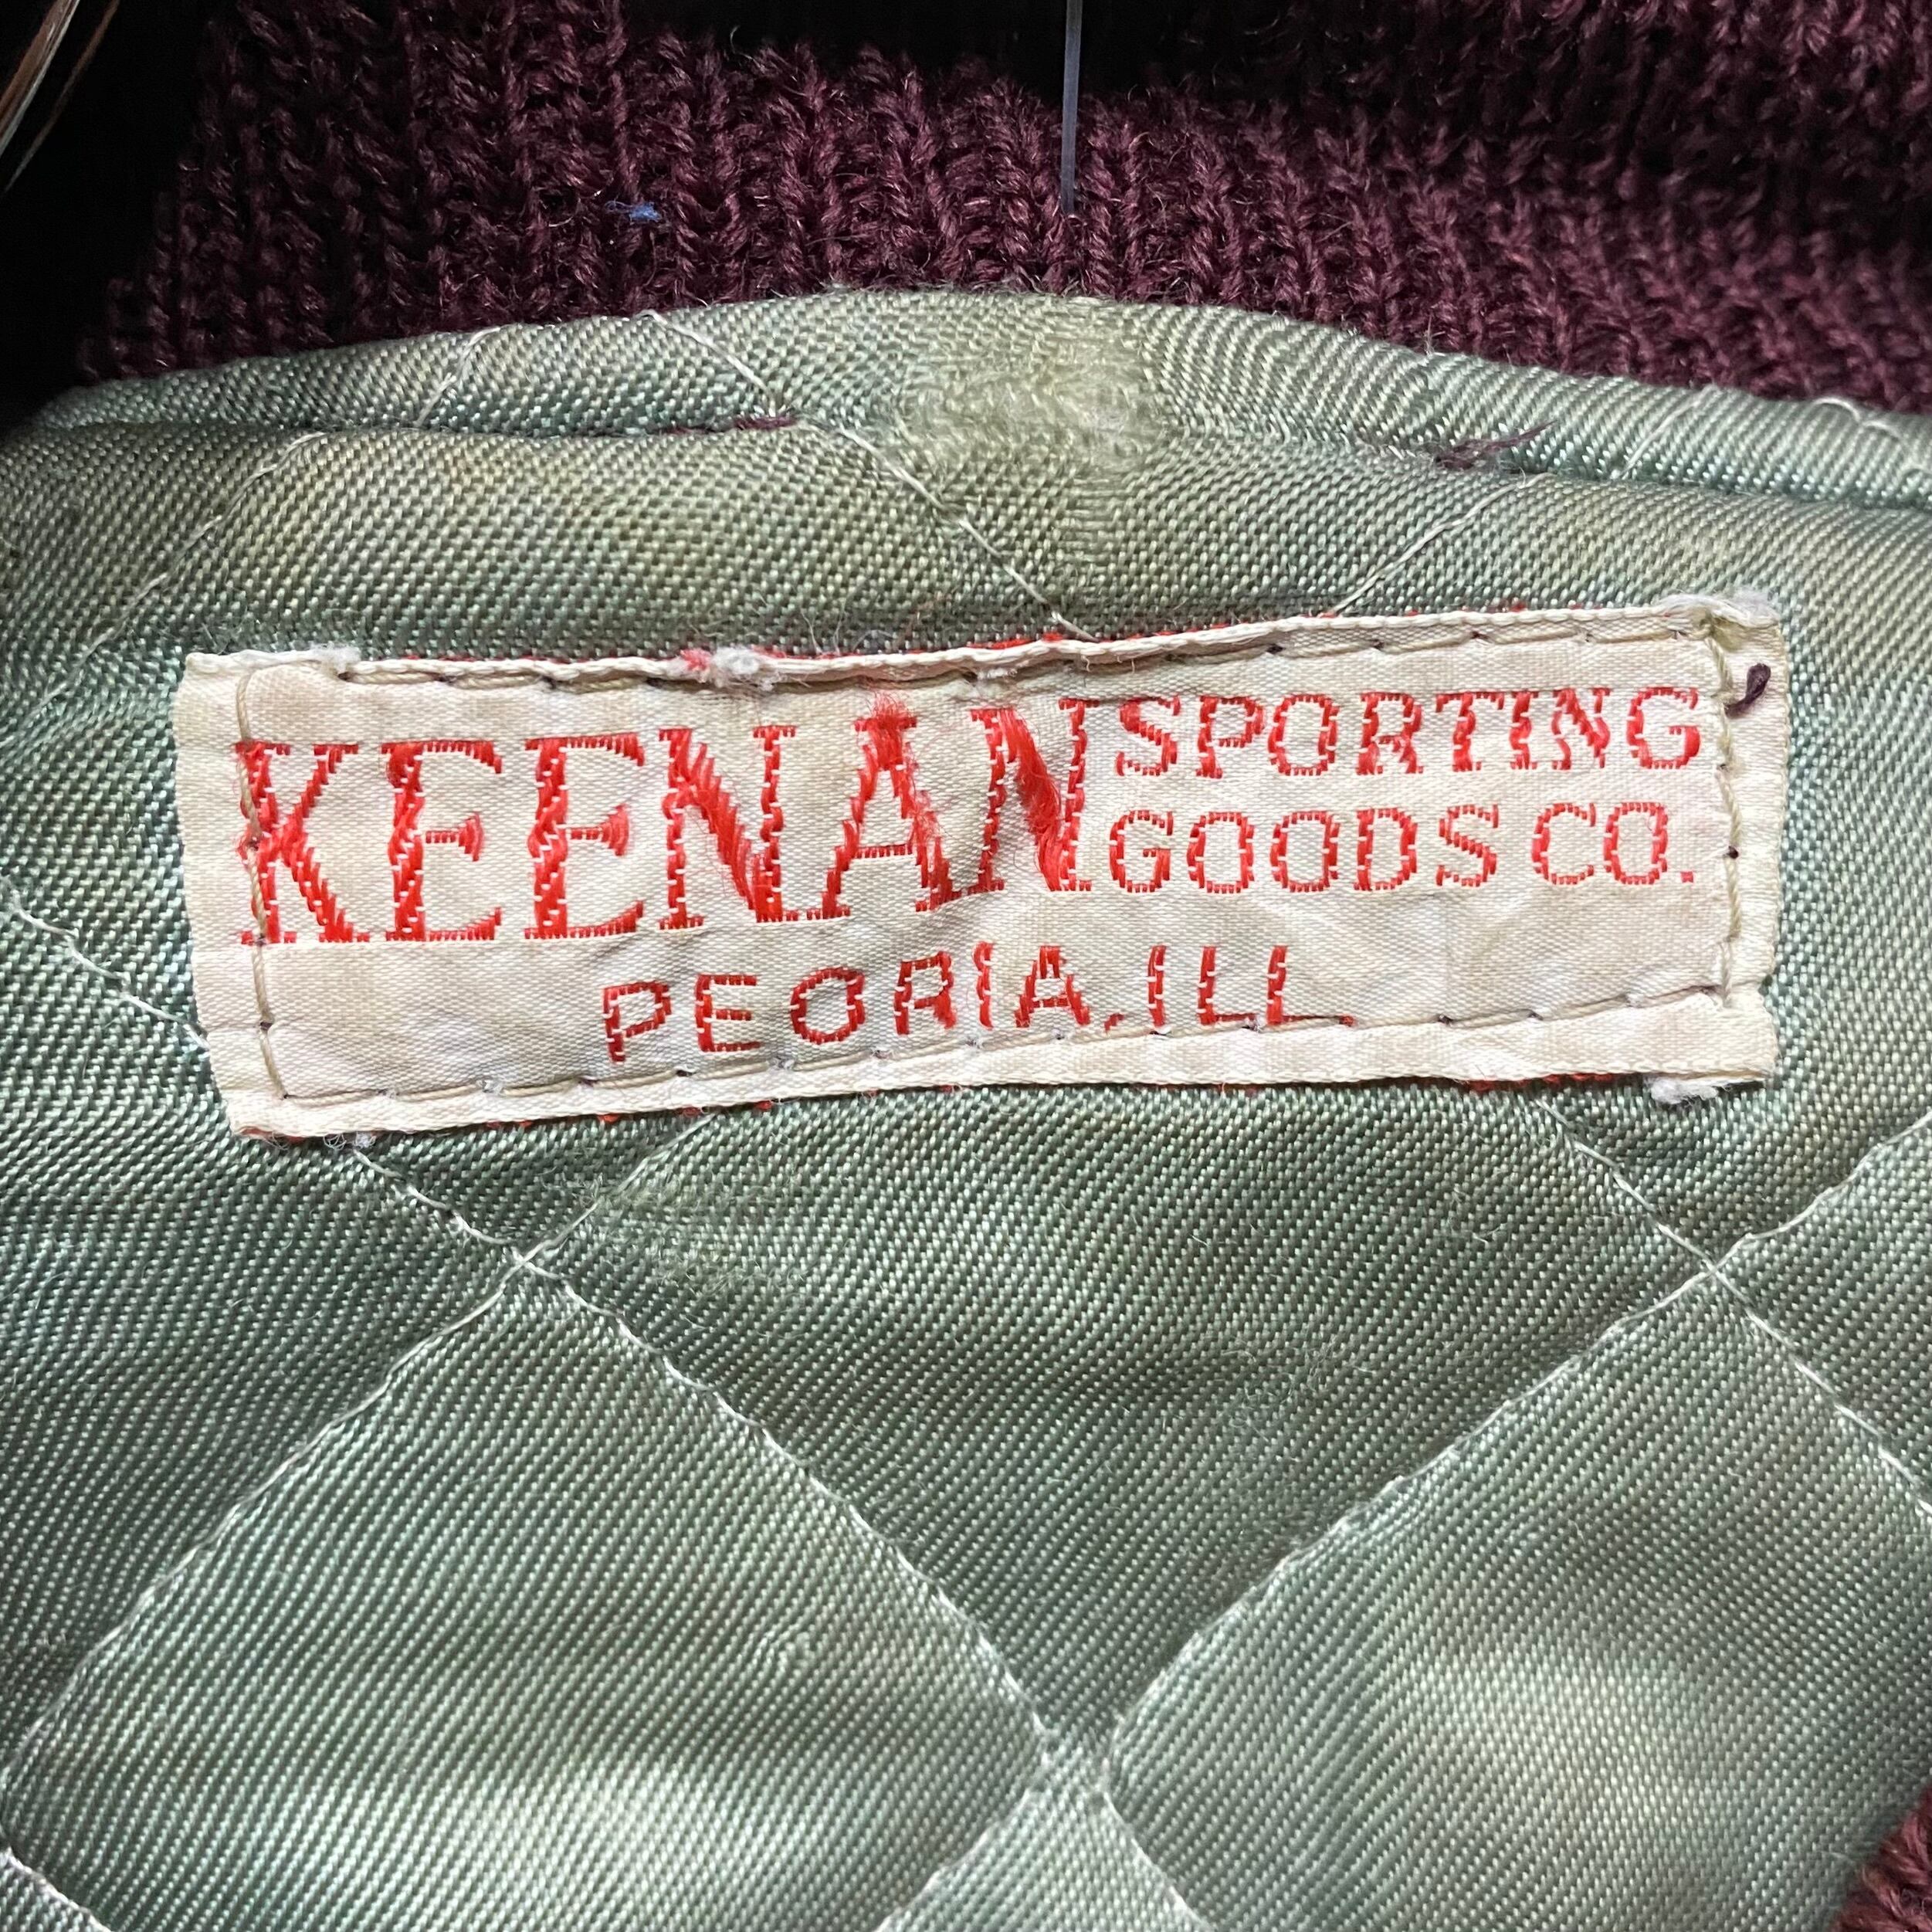 KEENAN SPORTING
GOODS CO.
PEORIA, ILL.